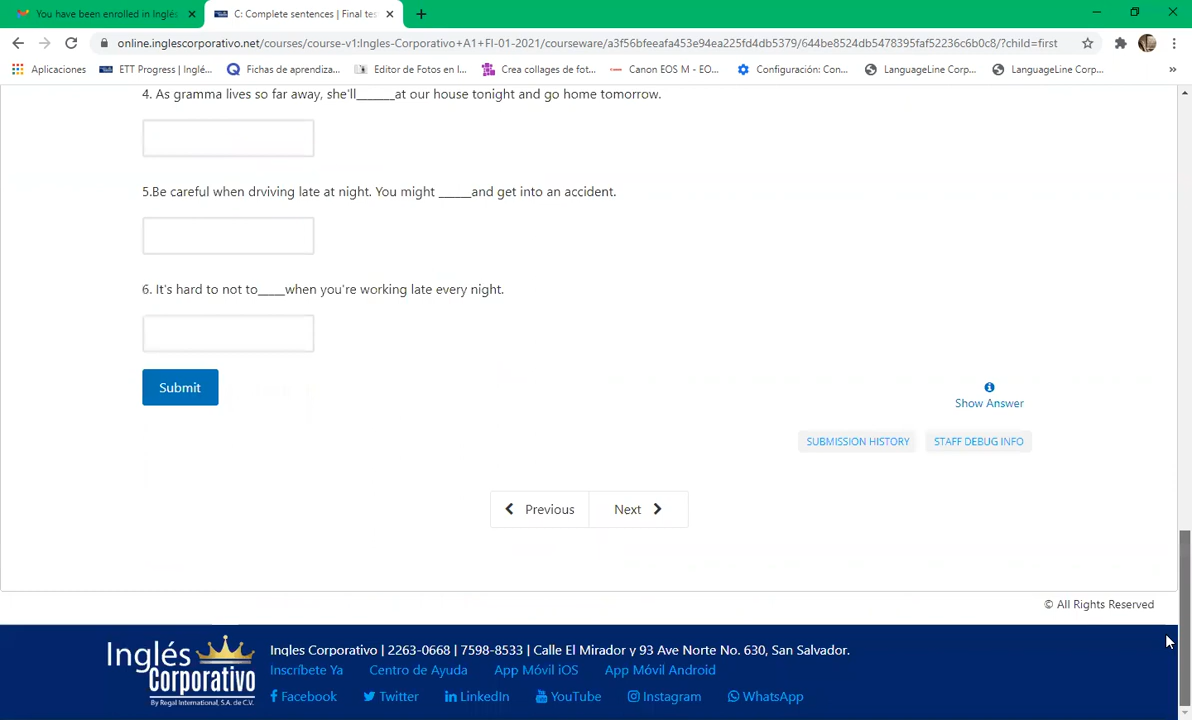 You have been enrolled in Inglés
C: Complete sentences | Final tes
online.inglescorporativo.net/courses/course-v1:Ingles-Corporativo+A1+FI-01-2021/courseware/a3f56bfeeafa453e94ea225fd4db5379/644be8524db5478395faf52236c6b0c8/?child=first
Aplicaciones ETT Progress | Inglé... Fichas de aprendiza... Editor de Fotos en l... Crea collages de fot... Canon EOS M - EO... Configuración: Con... LanguageLine Corp... LanguageLine Corp... »
4. As gramma lives so far away, she'll_______at our house tonight and go home tomorrow.
5.Be careful when drviving late at night. You might _____and get into an accident.
6. It's hard to not to_____when you're working late every night.
Submit
Show Answer
SUBMISSION HISTORY STAFF DEBUG INFO
Previous Next
© All Rights Reserved
Inglés Corporativo
By Regal International, S.A. de C.V.
Ingles Corporativo | 2263-0668 | 7598-8533 | Calle El Mirador y 93 Ave Norte No. 630, San Salvador.
Inscríbete Ya Centro de Ayuda App Móvil iOS App Móvil Android
Facebook Twitter LinkedIn YouTube Instagram WhatsApp